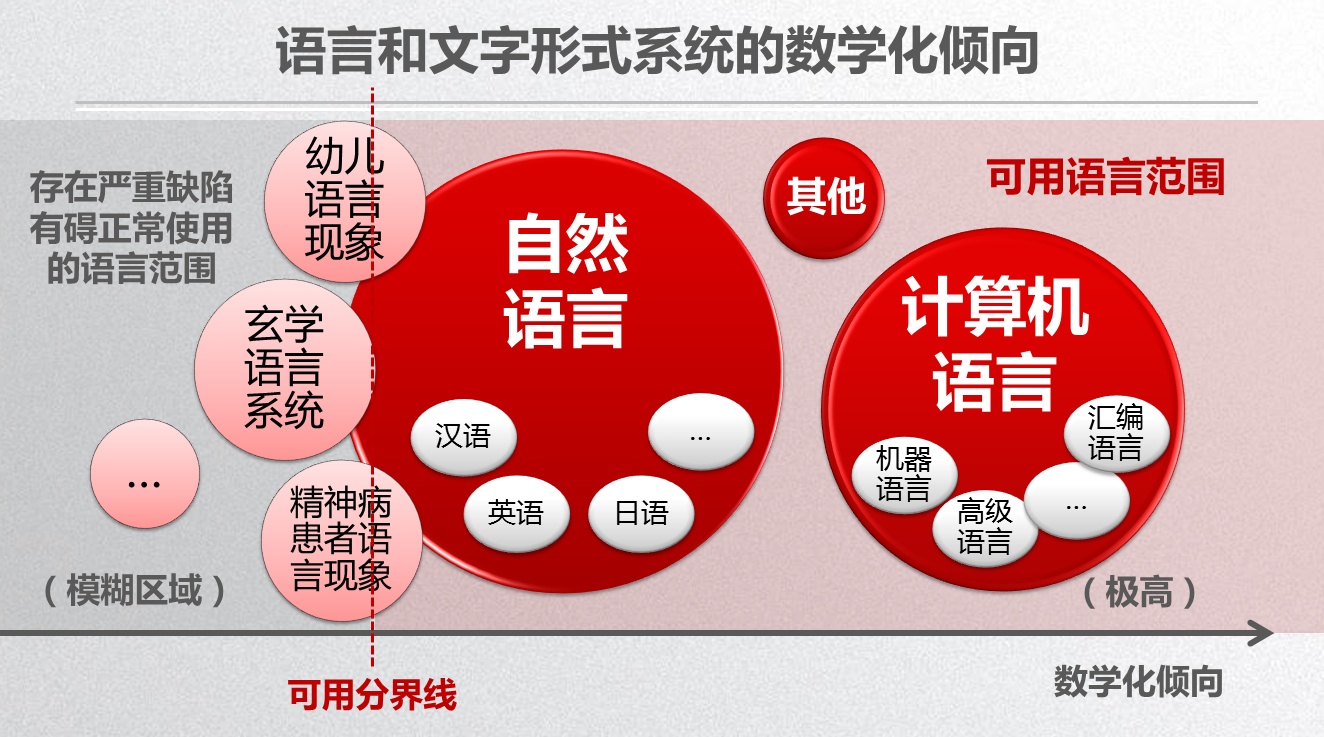 语言和文字形式系统的数学化倾向
存在严重缺陷
有碍正常使用
的语言范围
幼儿
语言
现象
玄学
语言
系统
...
精神病
患者语
言现象
（模糊区域）
自然
语言
汉语
英语
日语
...
其他
可用语言范围
计算机
语言
机器
语言
高级
语言
...
汇编
语言
（极高）
可用分界线
数学化倾向